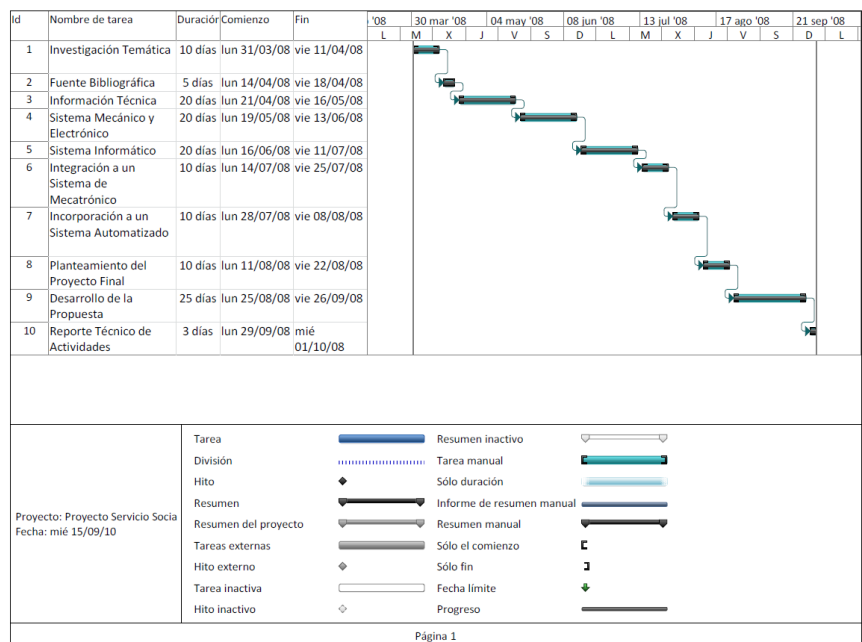 Id Nombre de tarea Duración Comienzo Fin '08 30 mar '08 04 may '08 08 jun '08 13 jul '08 17 ago '08 21 sep '08
L M X J V S D L M X J V S D L
1 Investigación Temática 10 días lun 31/03/08 vie 11/04/08
2 Fuente Bibliográfica 5 días lun 14/04/08 vie 18/04/08
3 Información Técnica 20 días lun 21/04/08 vie 16/05/08
4 Sistema Mecánico y 20 días lun 19/05/08 vie 13/06/08
Electrónico
5 Sistema Informático 20 días lun 16/06/08 vie 11/07/08
6 Integración a un 10 días lun 14/07/08 vie 25/07/08
Sistema de
Mecatrónico
7 Incorporación a un 10 días lun 28/07/08 vie 08/08/08
Sistema Automatizado
8 Planteamiento del 10 días lun 11/08/08 vie 22/08/08
Proyecto Final
9 Desarrollo de la 25 días lun 25/08/08 vie 26/09/08
Propuesta
10 Reporte Técnico de 3 días lun 29/09/08 mié
Actividades 01/10/08
Proyecto: Proyecto Servicio Socia
Fecha: mié 15/09/10
Tarea Resumen inactivo
División Tarea manual
Hito Sólo duración
Resumen Informe de resumen manual
Resumen del proyecto Resumen manual
Tareas externas Sólo el comienzo
Hito externo Sólo fin
Tarea inactiva Fecha límite
Hito inactivo Progreso
Página 1